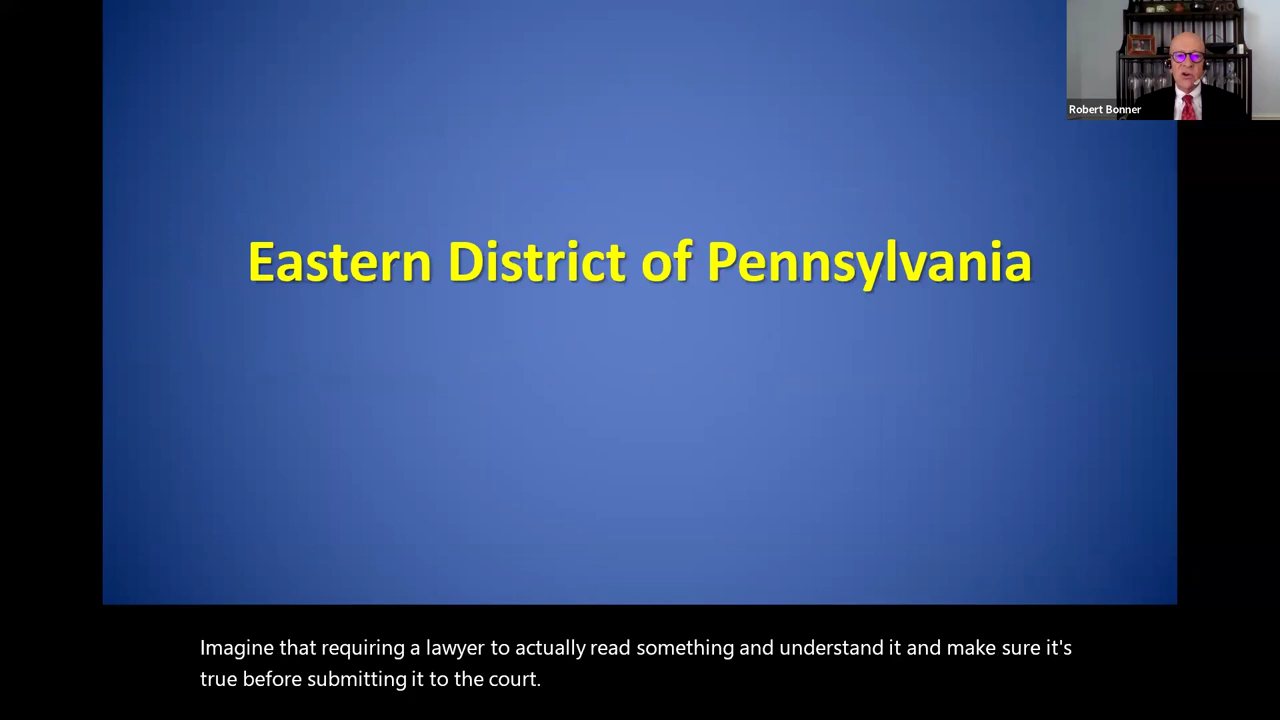 Robert Bonner
Eastern District of Pennsylvania
Imagine that requiring a lawyer to actually read something and understand it and make sure it's
true before submitting it to the court.